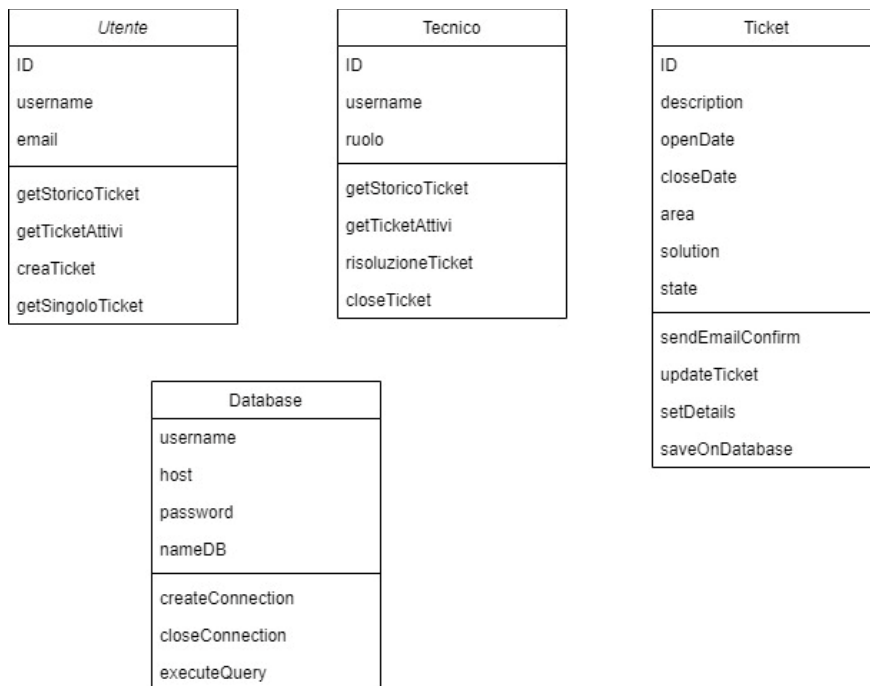 Utente
ID
username
email
getStoricoTicket
getTicketAttivi
creaTicket
getSingoloTicket
Tecnico
ID
username
ruolo
getStoricoTicket
getTicketAttivi
risoluzioneTicket
closeTicket
Ticket
ID
description
openDate
closeDate
area
solution
state
sendEmailConfirm
updateTicket
setDetails
saveOnDatabase
Database
username
host
password
nameDB
createConnection
closeConnection
executeQuery